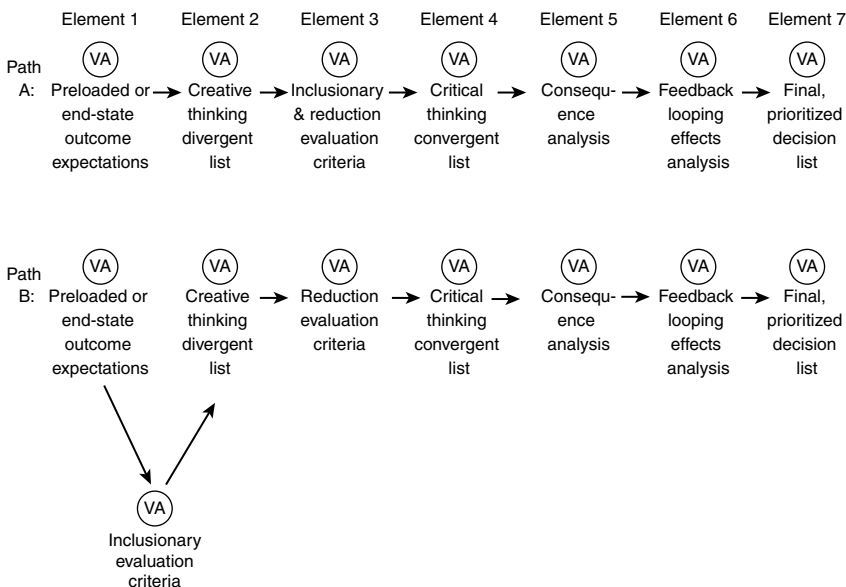 Element 1 Element 2 Element 3 Element 4 Element 5 Element 6 Element 7
VA VA VA VA VA VA VA
Path
A: Preloaded or Creative Inclusionary Critical Consequ- Feedback Final,
end-state thinking & reduction thinking ence looping prioritized
outcome divergent evaluation convergent analysis effects decision
expectations list criteria list analysis list
VA VA VA VA VA VA VA
Path
B: Preloaded or Creative Reduction Critical Consequ- Feedback Final,
end-state thinking evaluation thinking ence looping prioritized
outcome divergent criteria convergent analysis effects decision
expectations list list analysis list
VA
Inclusionary
evaluation
criteria